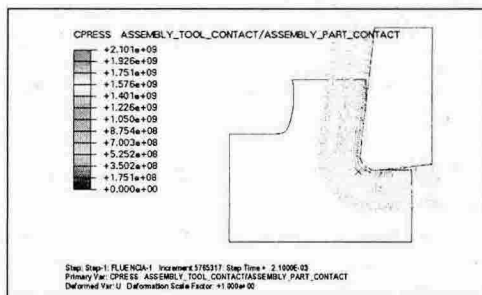 CPRESS ASSEMBLY_TOOL_CONTACT/ASSEMBLY_PART_CONTACT
+2.101e+09
+1.926e+09
+1.751e+09
+1.576e+09
+1.401e+09
+1.226e+09
+1.050e+09
+8.754e+08
+7.003e+08
+5.252e+08
+3.502e+08
+1.751e+08
+0.000e+00
Step: Step-1: FLUENCIA-1 Increment 5765317: Step Time = 2.1000E-03
Primary Var: CPRESS ASSEMBLY_TOOL_CONTACT/ASSEMBLY_PART_CONTACT
Deformed Var: U Deformation Scale Factor: +1.000e+00